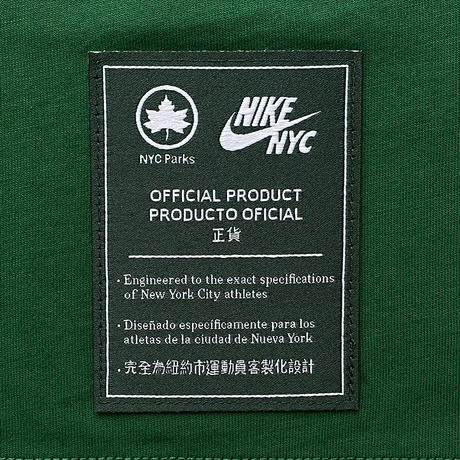 NYC Parks
NIKE
NYC
OFFICIAL PRODUCT
PRODUCTO OFICIAL
正貨
· Engineered to the exact specifications
of New York City athletes
· Diseñado específicamente para los
atletas de la ciudad de Nueva York
· 完全為紐約市運動員客製化設計